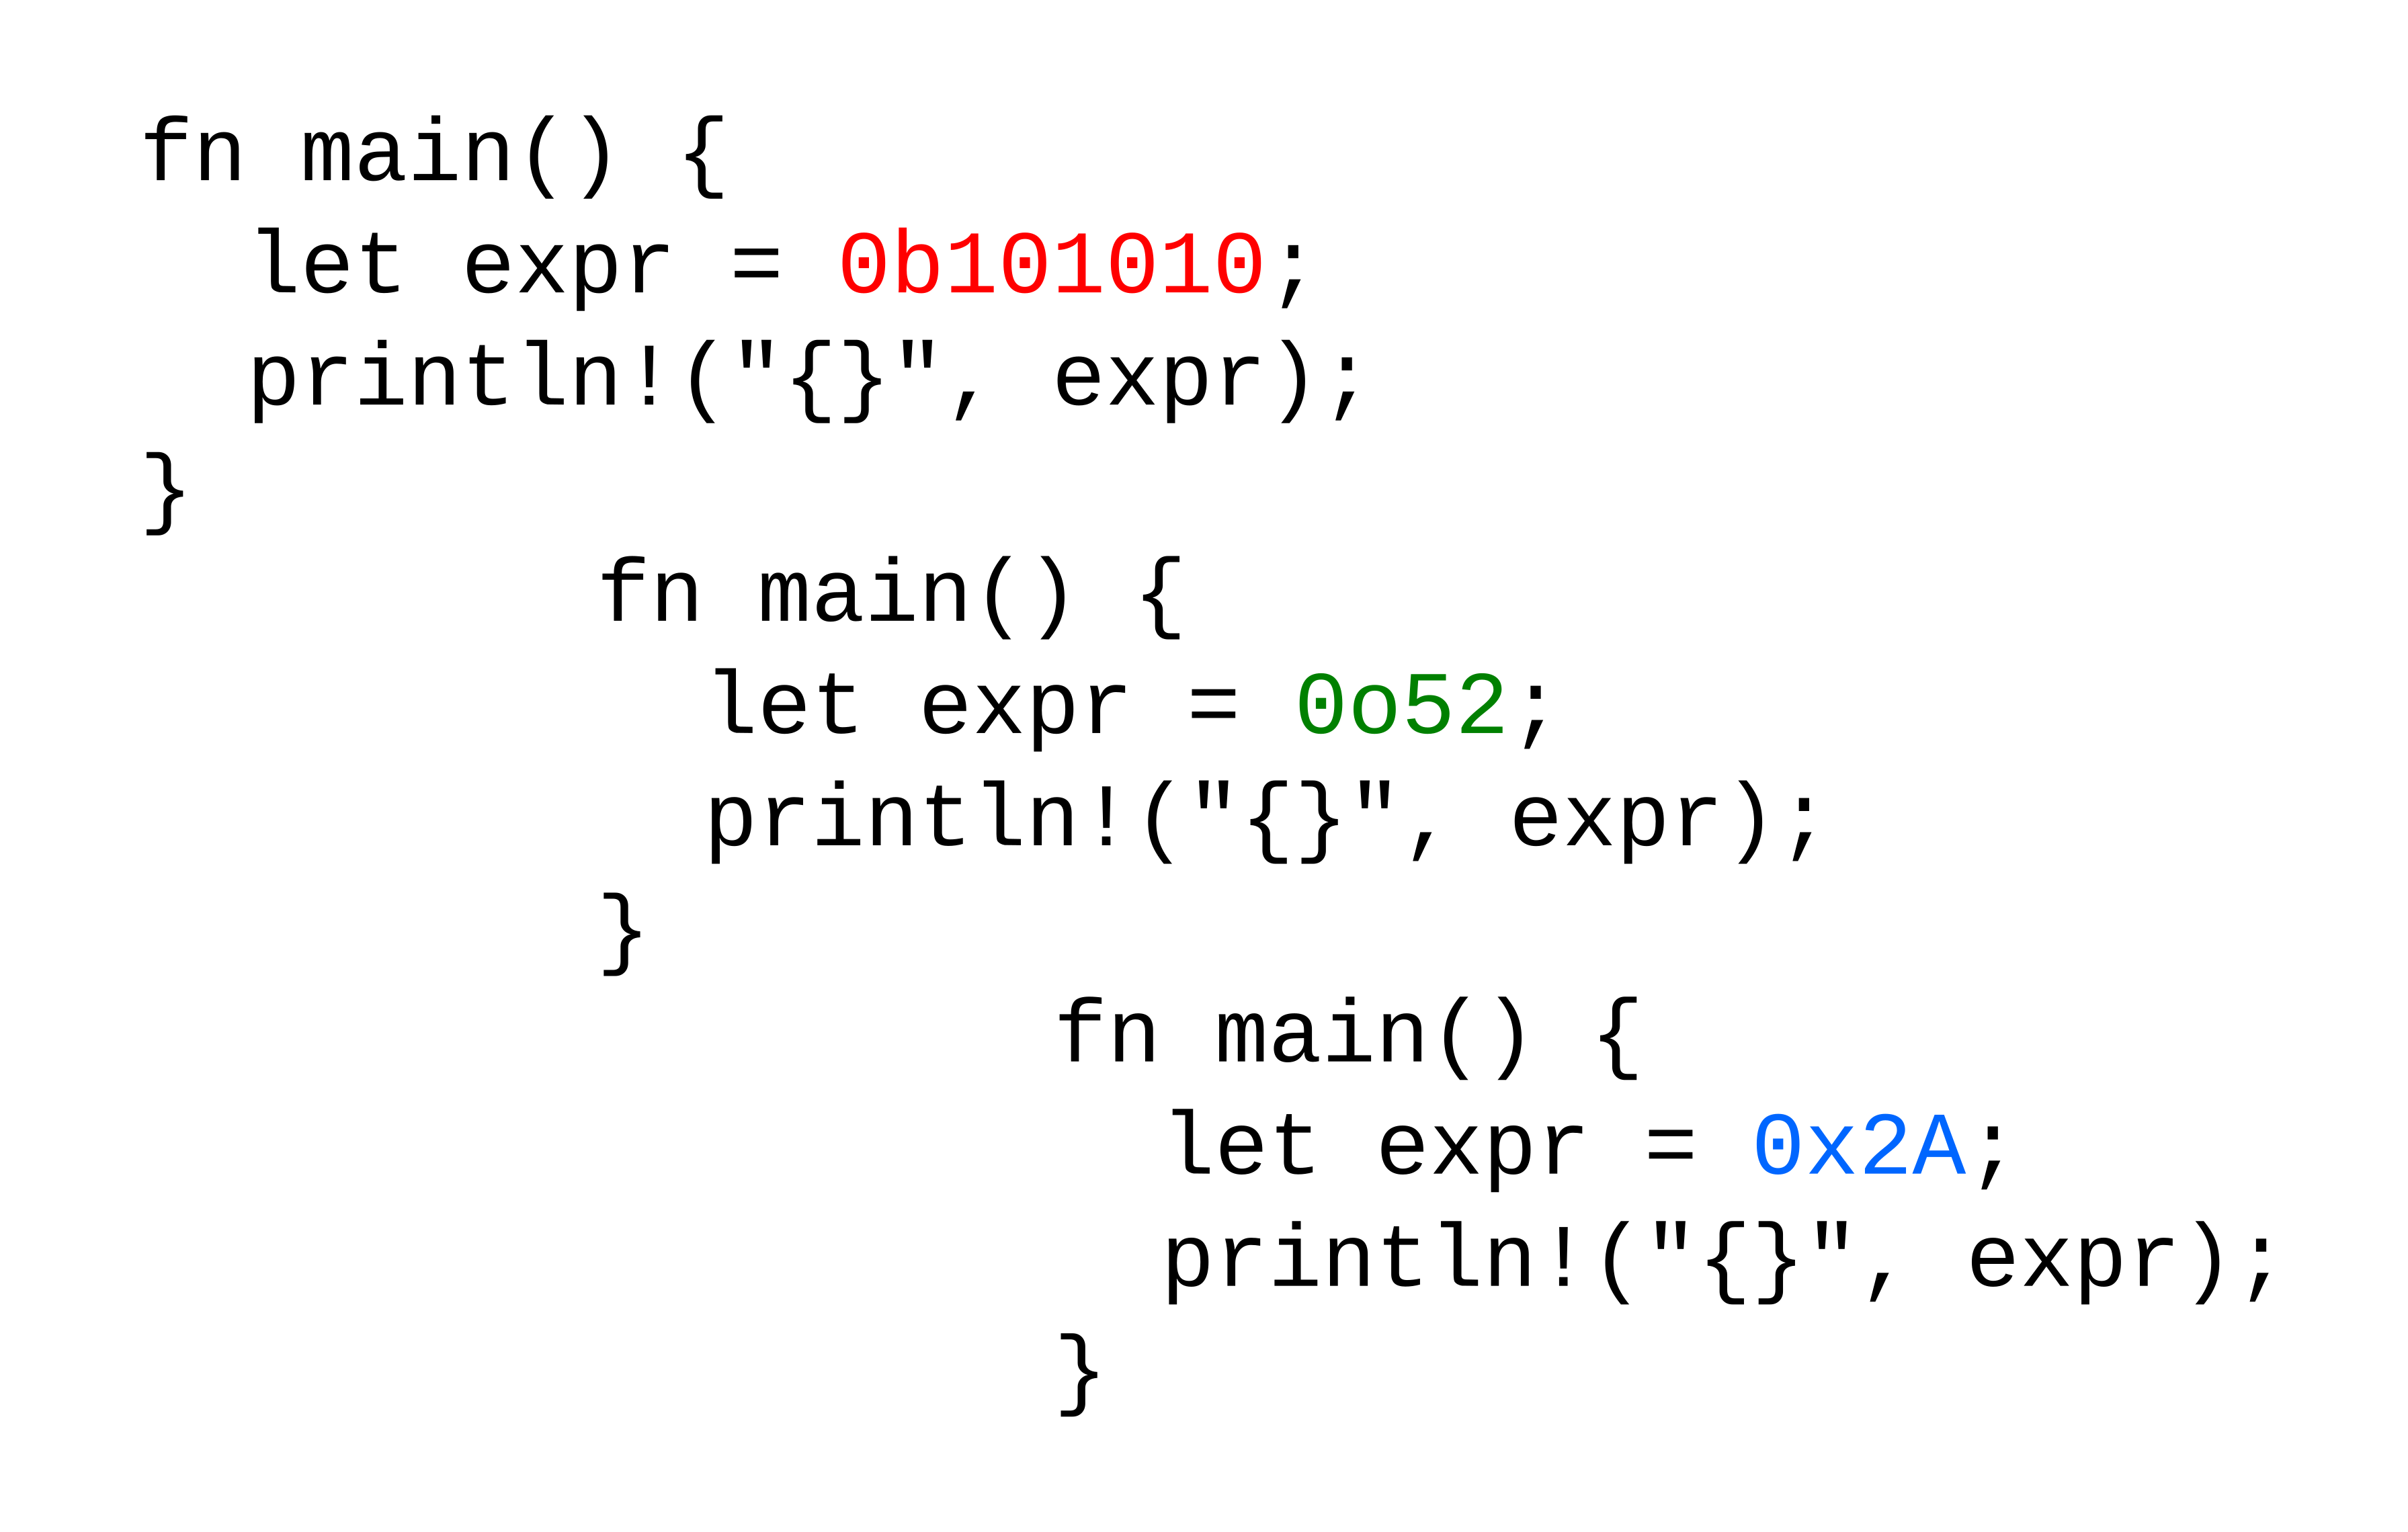 fn main() {
  let expr = 0b101010;
  println!("{}", expr);
}
fn main() {
  let expr = 0o52;
  println!("{}", expr);
}
fn main() {
  let expr = 0x2A;
  println!("{}", expr);
}